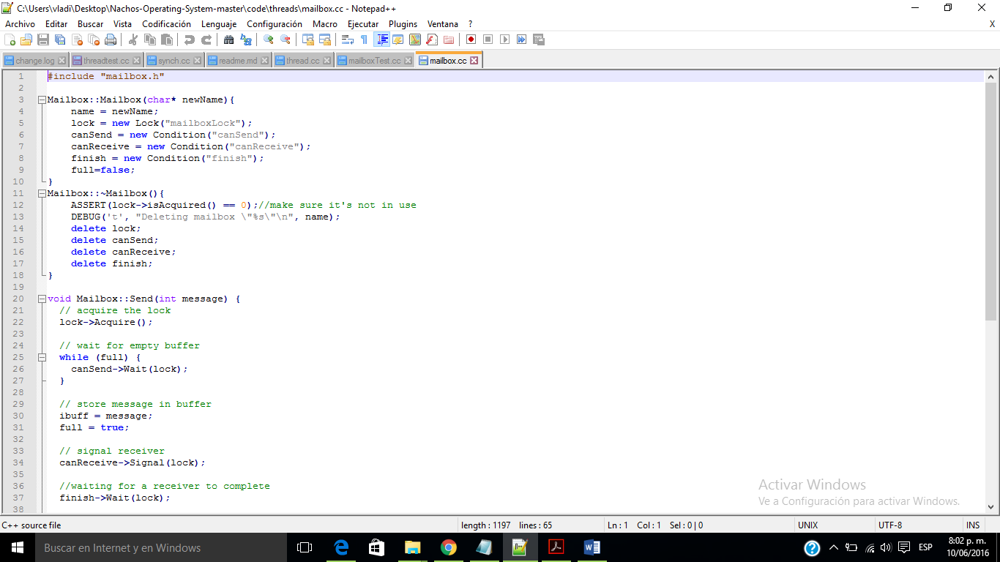 C:\Users\vladi\Desktop\Nachos-Operating-System-master\code\threads\mailbox.cc - Notepad++
Archivo Editar Buscar Vista Codificación Lenguaje Configuración Macro Ejecutar Plugins Ventana ? X
change.log threadtest.cc synch.cc readme.md thread.cc mailboxTest.cc mailbox.cc
1 #include "mailbox.h"
2
3 Mailbox::Mailbox(char* newName){
4 name = newName;
5 lock = new Lock("mailboxLock");
6 canSend = new Condition("canSend");
7 canReceive = new Condition("canReceive");
8 finish = new Condition("finish");
9 full=false;
10 }
11 Mailbox::~Mailbox(){
12 ASSERT(lock->isAcquired() == 0);//make sure it's not in use
13 DEBUG('t', "Deleting mailbox \"%s\"\n", name);
14 delete lock;
15 delete canSend;
16 delete canReceive;
17 delete finish;
18 }
19
20 void Mailbox::Send(int message) {
21 // acquire the lock
22 lock->Acquire();
23
24 // wait for empty buffer
25 while (full) {
26 canSend->Wait(lock);
27 }
28
29 // store message in buffer
30 ibuff = message;
31 full = true;
32
33 // signal receiver
34 canReceive->Signal(lock);
35
36 //waiting for a receiver to complete
37 finish->Wait(lock);
38
Activar Windows
Ve a Configuración para activar Windows.
C++ source file length : 1197 lines : 65 Ln : 1 Col : 1 Sel : 0 | 0 UNIX UTF-8 INS
Buscar en Internet y en Windows ESP 8:02 p. m.
10/06/2016